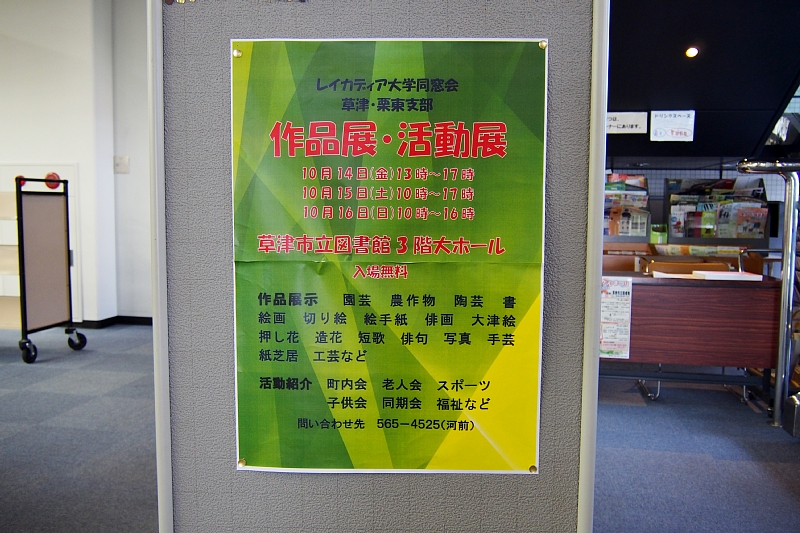 レイカディア大学同窓会
草津・栗東支部
作品展・活動展
10月14日(金)13時～17時
10月15日(土)10時～17時
10月16日(日)10時～16時
草津市立図書館3階大ホール
入場無料
作品展示 園芸 農作物 陶芸 書
絵画 切り絵 絵手紙 俳画 大津絵
押し花 造花 短歌 俳句 写真 手芸
紙芝居 工芸など
活動紹介 町内会 老人会 スポーツ
子供会 同期会 福祉など
問い合わせ先 565－4525(河前)